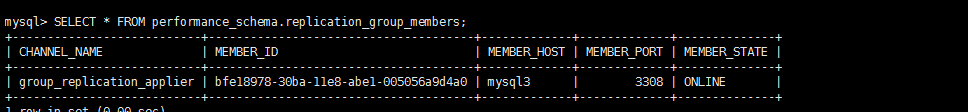 mysql> SELECT * FROM performance_schema.replication_group_members;
+---------------------------+--------------------------------------+-------------+-------------+--------------+
| CHANNEL_NAME | MEMBER_ID | MEMBER_HOST | MEMBER_PORT | MEMBER_STATE |
+---------------------------+--------------------------------------+-------------+-------------+--------------+
| group_replication_applier | bfe18978-30ba-11e8-abe1-005056a9d4a0 | mysql3 | 3308 | ONLINE |
+---------------------------+--------------------------------------+-------------+-------------+--------------+
1 row in set (0.00 sec)